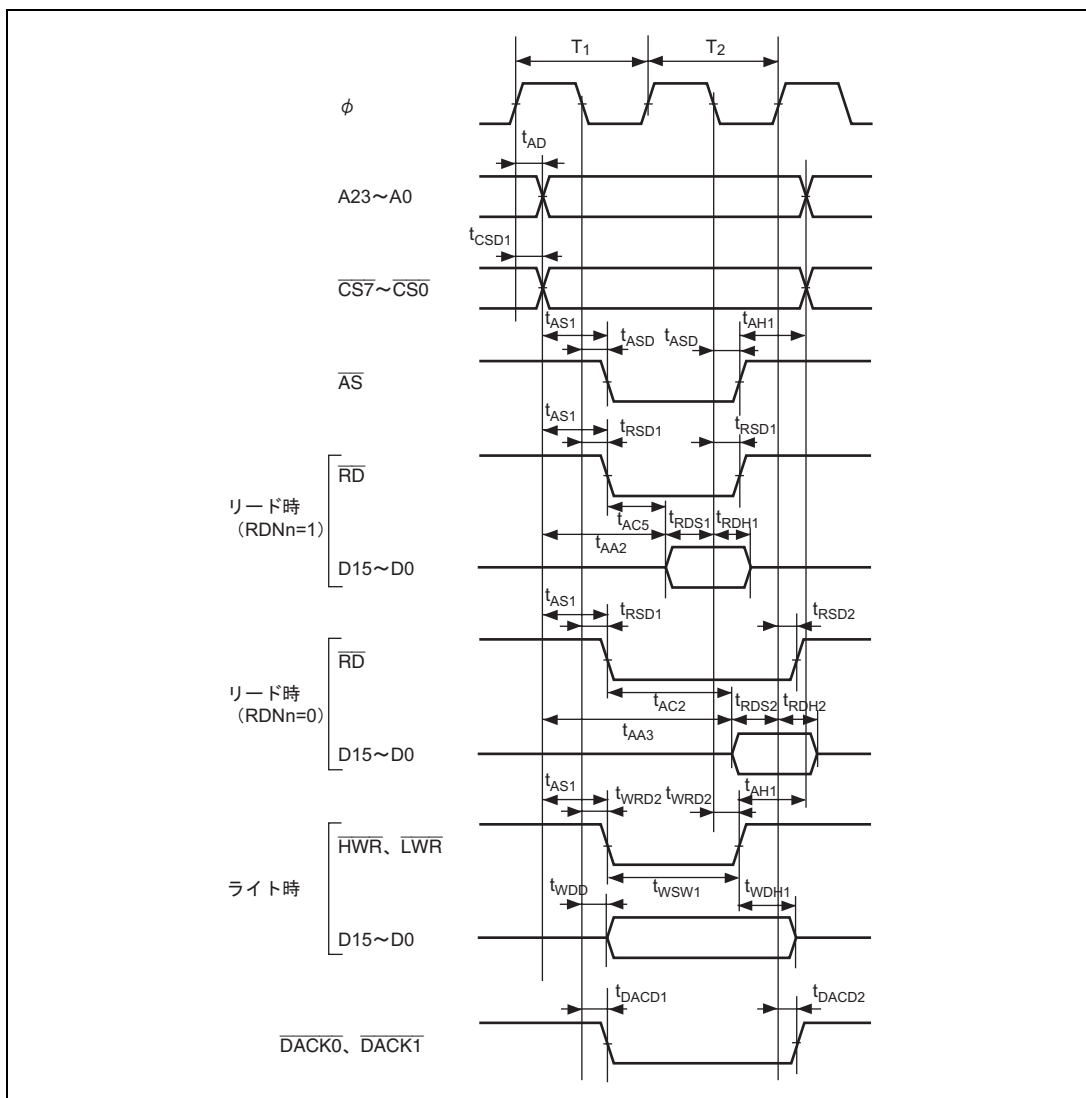 T1 T2
φ
tAD
A23～A0
tCSD1
CS7～CS0
tAS1 tASD tASD tAH1
AS
tAS1 tRSD1 tRSD1
RD
リード時
（RDNn=1）
tAC5 tRDS1 tRDH1
tAA2
D15～D0
tAS1 tRSD1 tRSD2
RD
リード時
（RDNn=0）
tAC2 tRDS2 tRDH2
tAA3
D15～D0
tAS1 tWRD2 tWRD2 tAH1
HWR、LWR
ライト時
tWDD tWSW1 tWDH1
D15～D0
tDACD1 tDACD2
DACK0、DACK1